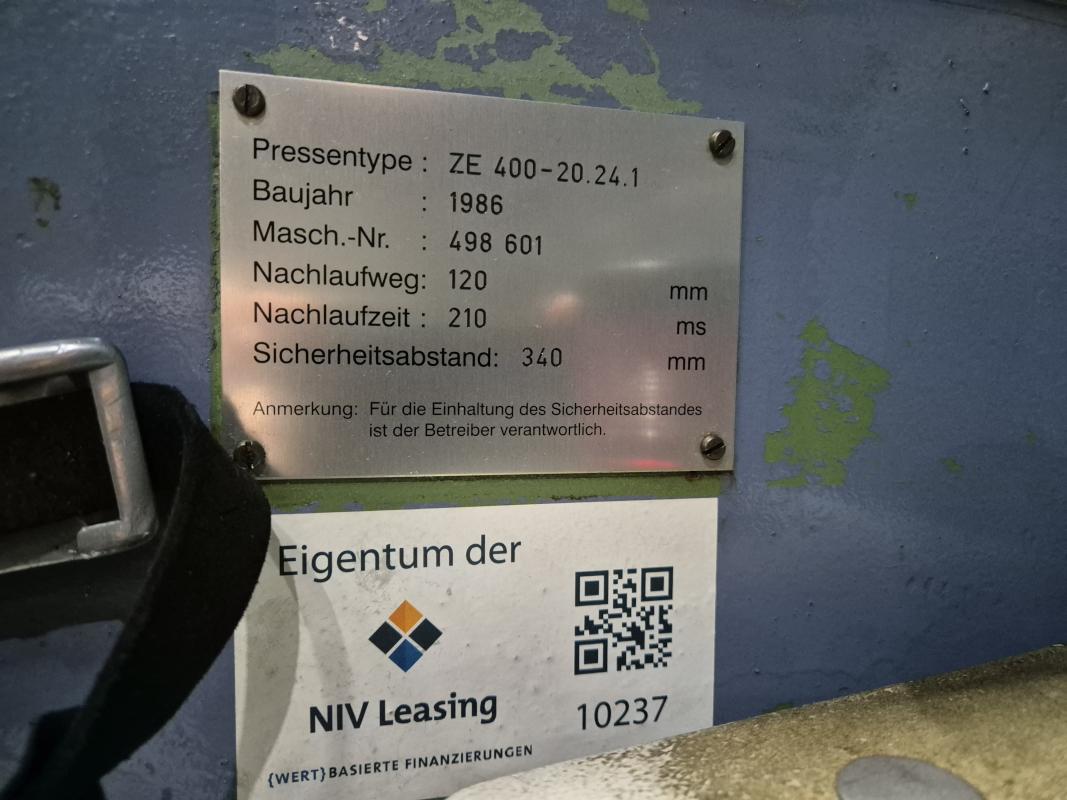 Pressentype : ZE 400-20.24.1
Baujahr : 1986
Masch.-Nr. : 498 601
Nachlaufweg: 120 mm
Nachlaufzeit : 210 ms
Sicherheitsabstand: 340 mm
Anmerkung: Für die Einhaltung des Sicherheitsabstandes
ist der Betreiber verantwortlich.
Eigentum der
NIV Leasing
10237
{WERT}BASIERTE FINANZIERUNGEN